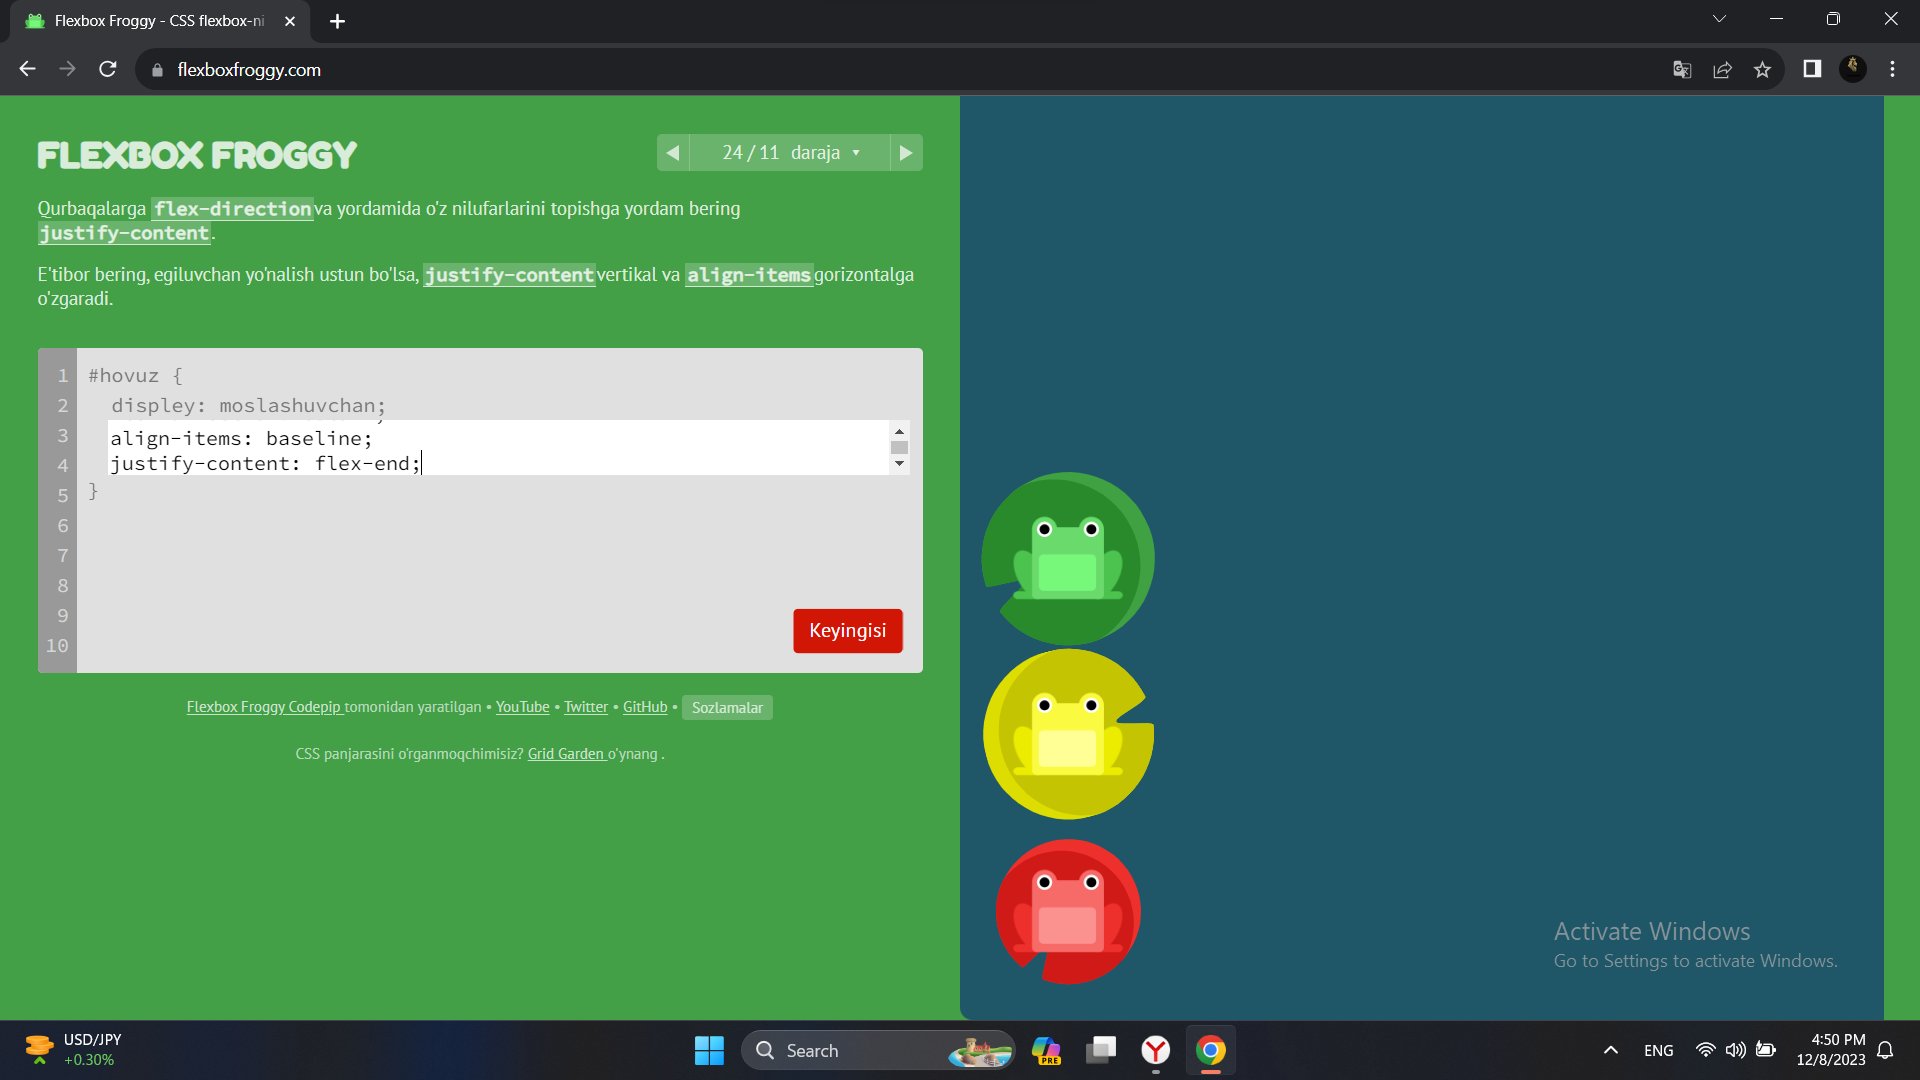 Flexbox Froggy - CSS flexbox-ni
flexboxfroggy.com
FLEXBOX FROGGY
24 / 11 daraja
Qurbaqalarga flex-direction va yordamida o'z nilufarlarini topishga yordam bering
justify-content.
E'tibor bering, egiluvchan yo'nalish ustun bo'lsa, justify-content vertikal va align-items gorizontalga
o'zgaradi.
1 #hovuz {
2 displey: moslashuvchan;
3 align-items: baseline;
4 justify-content: flex-end;
5 }
6
7
8
9
10
Keyingisi
Flexbox Froggy Codepip tomonidan yaratilgan • YouTube • Twitter • GitHub • Sozlamalar
CSS panjarasini o'rganmoqchimisiz? Grid Garden o'ynang .
Activate Windows
Go to Settings to activate Windows.
USD/JPY
+0.30%
Search
PRE
ENG
4:50 PM
12/8/2023